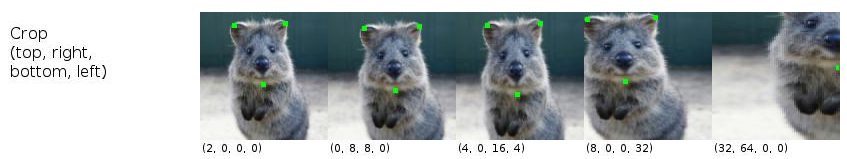 Crop
(top, right,
bottom, left)
(2, 0, 0, 0)
(0, 8, 8, 0)
(4, 0, 16, 4)
(8, 0, 0, 32)
(32, 64, 0, 0)